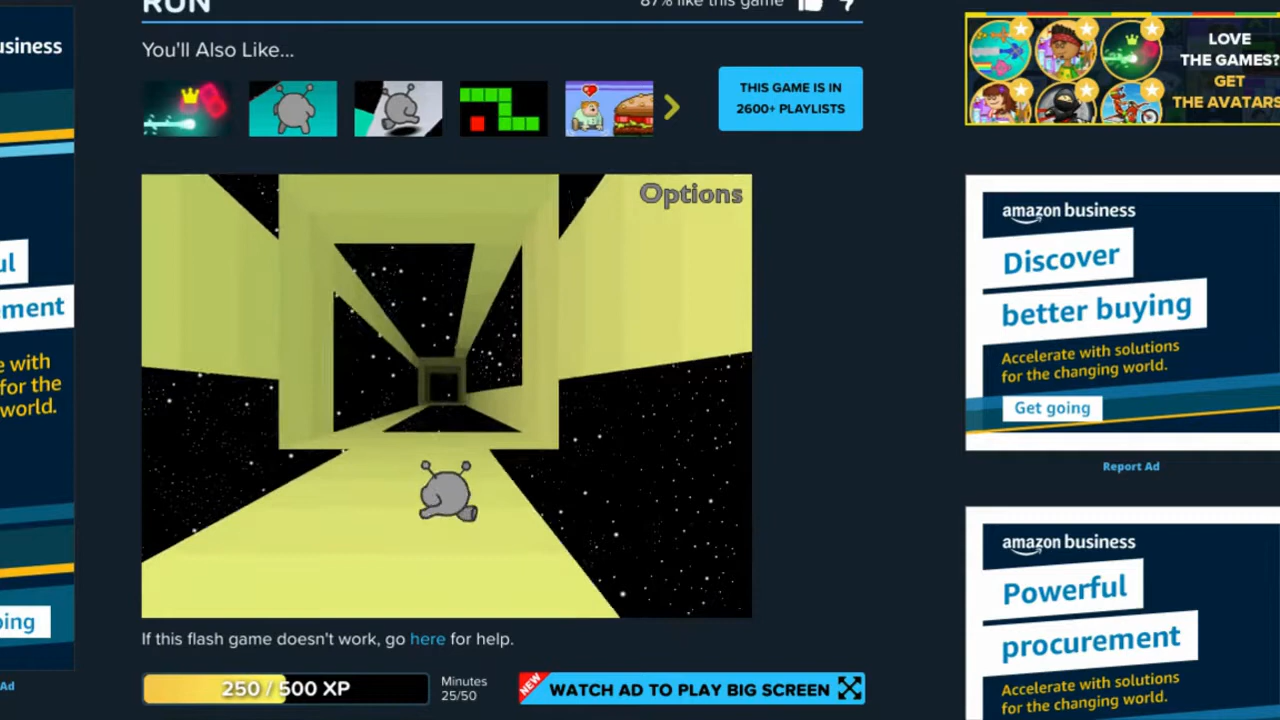 RUN
87% like this game
You'll Also Like...
THIS GAME IS IN
2600+ PLAYLISTS
Options
If this flash game doesn't work, go here for help.
250 / 500 XP
Minutes
25/50
NEW
WATCH AD TO PLAY BIG SCREEN
usiness
ul
ement
e with
for the
world.
ping
Ad
LOVE
THE GAMES?
GET
THE AVATARS
amazon business
Discover
better buying
Accelerate with solutions
for the changing world.
Get going
Report Ad
amazon business
Powerful
procurement
Accelerate with solutions
for the changing world.